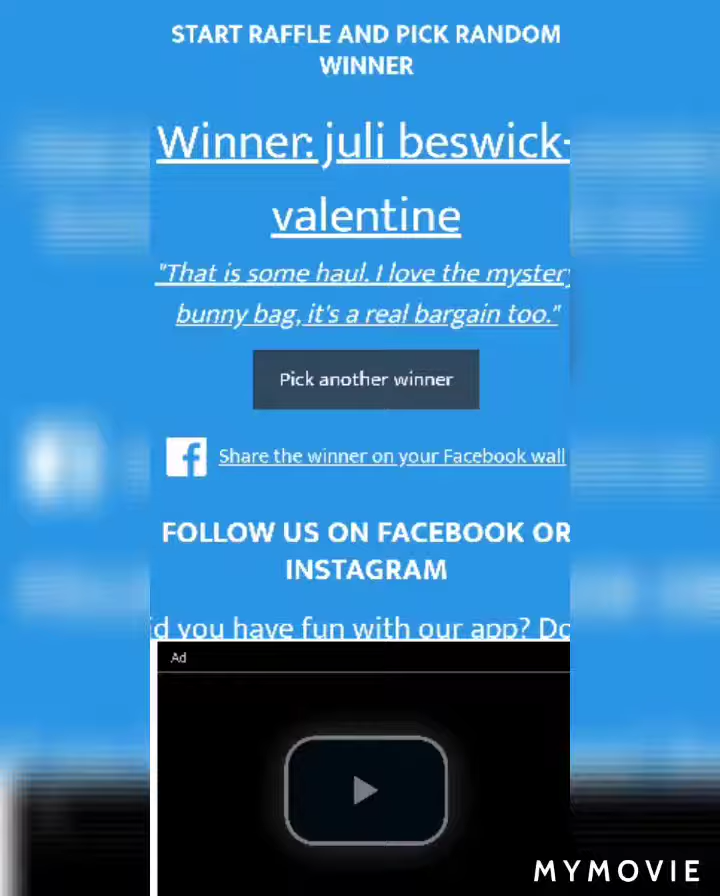 START RAFFLE AND PICK RANDOM
WINNER
Winner: juli beswick-
valentine
"That is some haul. I love the mystery
bunny bag, it's a real bargain too."
Pick another winner
f Share the winner on your Facebook wall
FOLLOW US ON FACEBOOK OR
INSTAGRAM
id you have fun with our app? Do
Ad
MYMOVIE